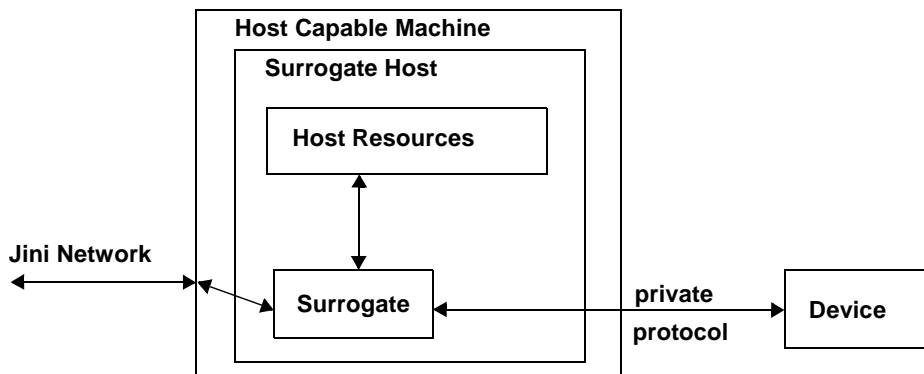 Host Capable Machine
Surrogate Host
Host Resources
Jini Network
Surrogate
private
protocol
Device